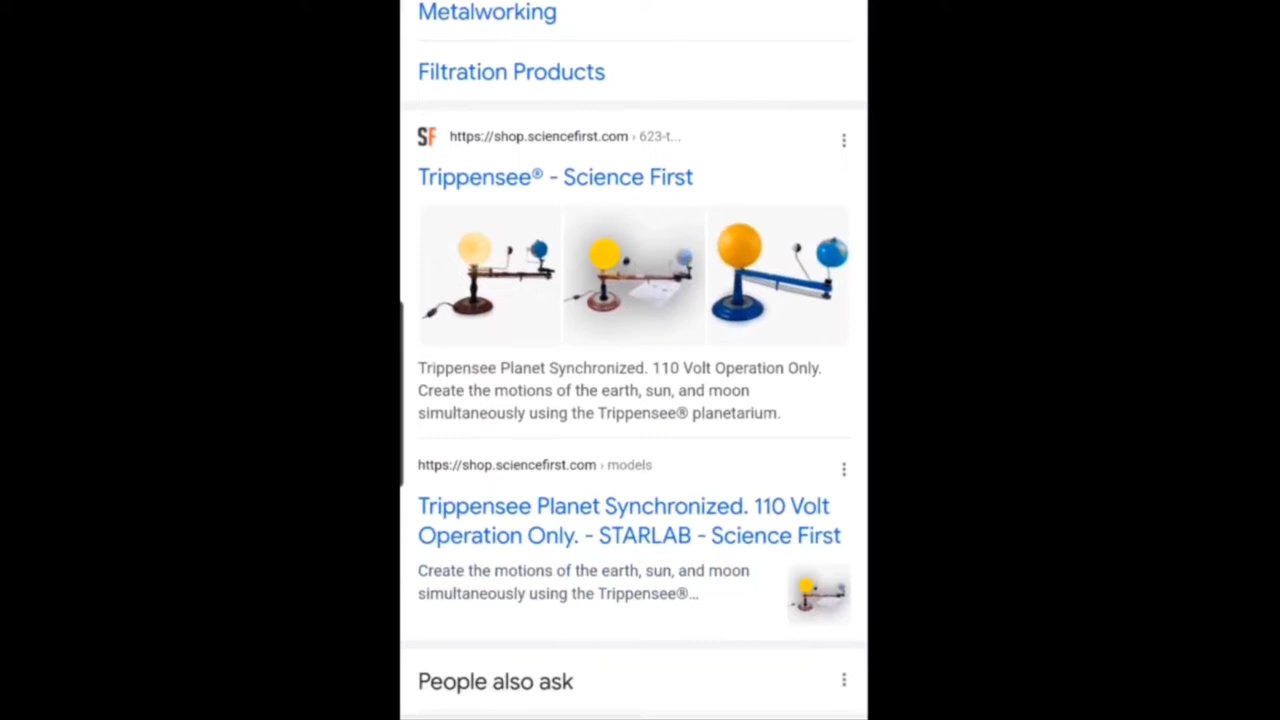 Metalworking
Filtration Products
SF https://shop.sciencefirst.com › 623-t...
Trippensee® - Science First
Trippensee Planet Synchronized. 110 Volt Operation Only.
Create the motions of the earth, sun, and moon
simultaneously using the Trippensee® planetarium.
https://shop.sciencefirst.com › models
Trippensee Planet Synchronized. 110 Volt
Operation Only. - STARLAB - Science First
Create the motions of the earth, sun, and moon
simultaneously using the Trippensee®...
People also ask